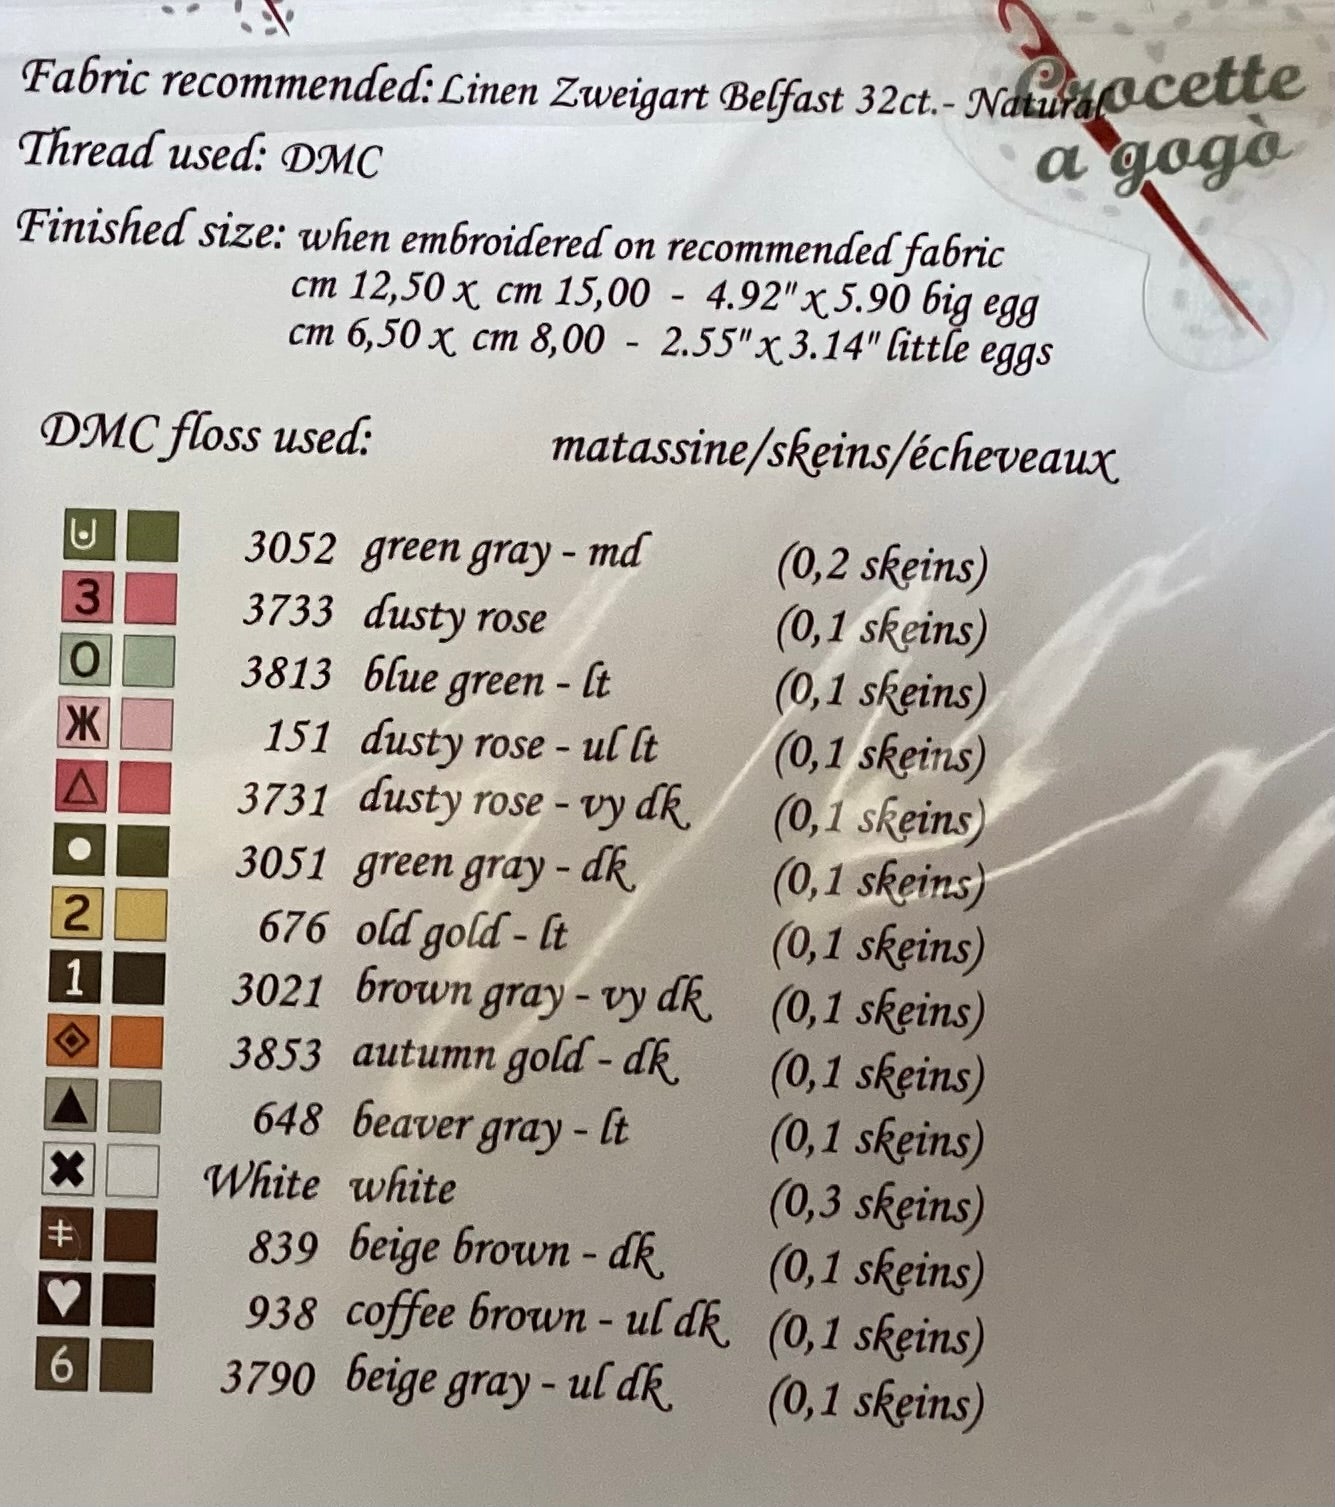 Crocette
a gogò
Fabric recommended: Linen Zweigart Belfast 32ct.- Natural
Thread used: DMC
Finished size: when embroidered on recommended fabric
cm 12,50 x cm 15,00 - 4.92" x 5.90 big egg
cm 6,50 x cm 8,00 - 2.55" x 3.14" little eggs
DMC floss used: matassine/skeins/écheveaux
3052 green gray - md (0,2 skeins)
3 3733 dusty rose (0,1 skeins)
O 3813 blue green - lt (0,1 skeins)
Ж 151 dusty rose - ul lt (0,1 skeins)
△ 3731 dusty rose - vy dk (0,1 skeins)
● 3051 green gray - dk (0,1 skeins)
2 676 old gold - lt (0,1 skeins)
1 3021 brown gray - vy dk (0,1 skeins)
◈ 3853 autumn gold - dk (0,1 skeins)
▲ 648 beaver gray - lt (0,1 skeins)
✖ White white (0,3 skeins)
ǂ 839 beige brown - dk (0,1 skeins)
♥ 938 coffee brown - ul dk (0,1 skeins)
6 3790 beige gray - ul dk (0,1 skeins)